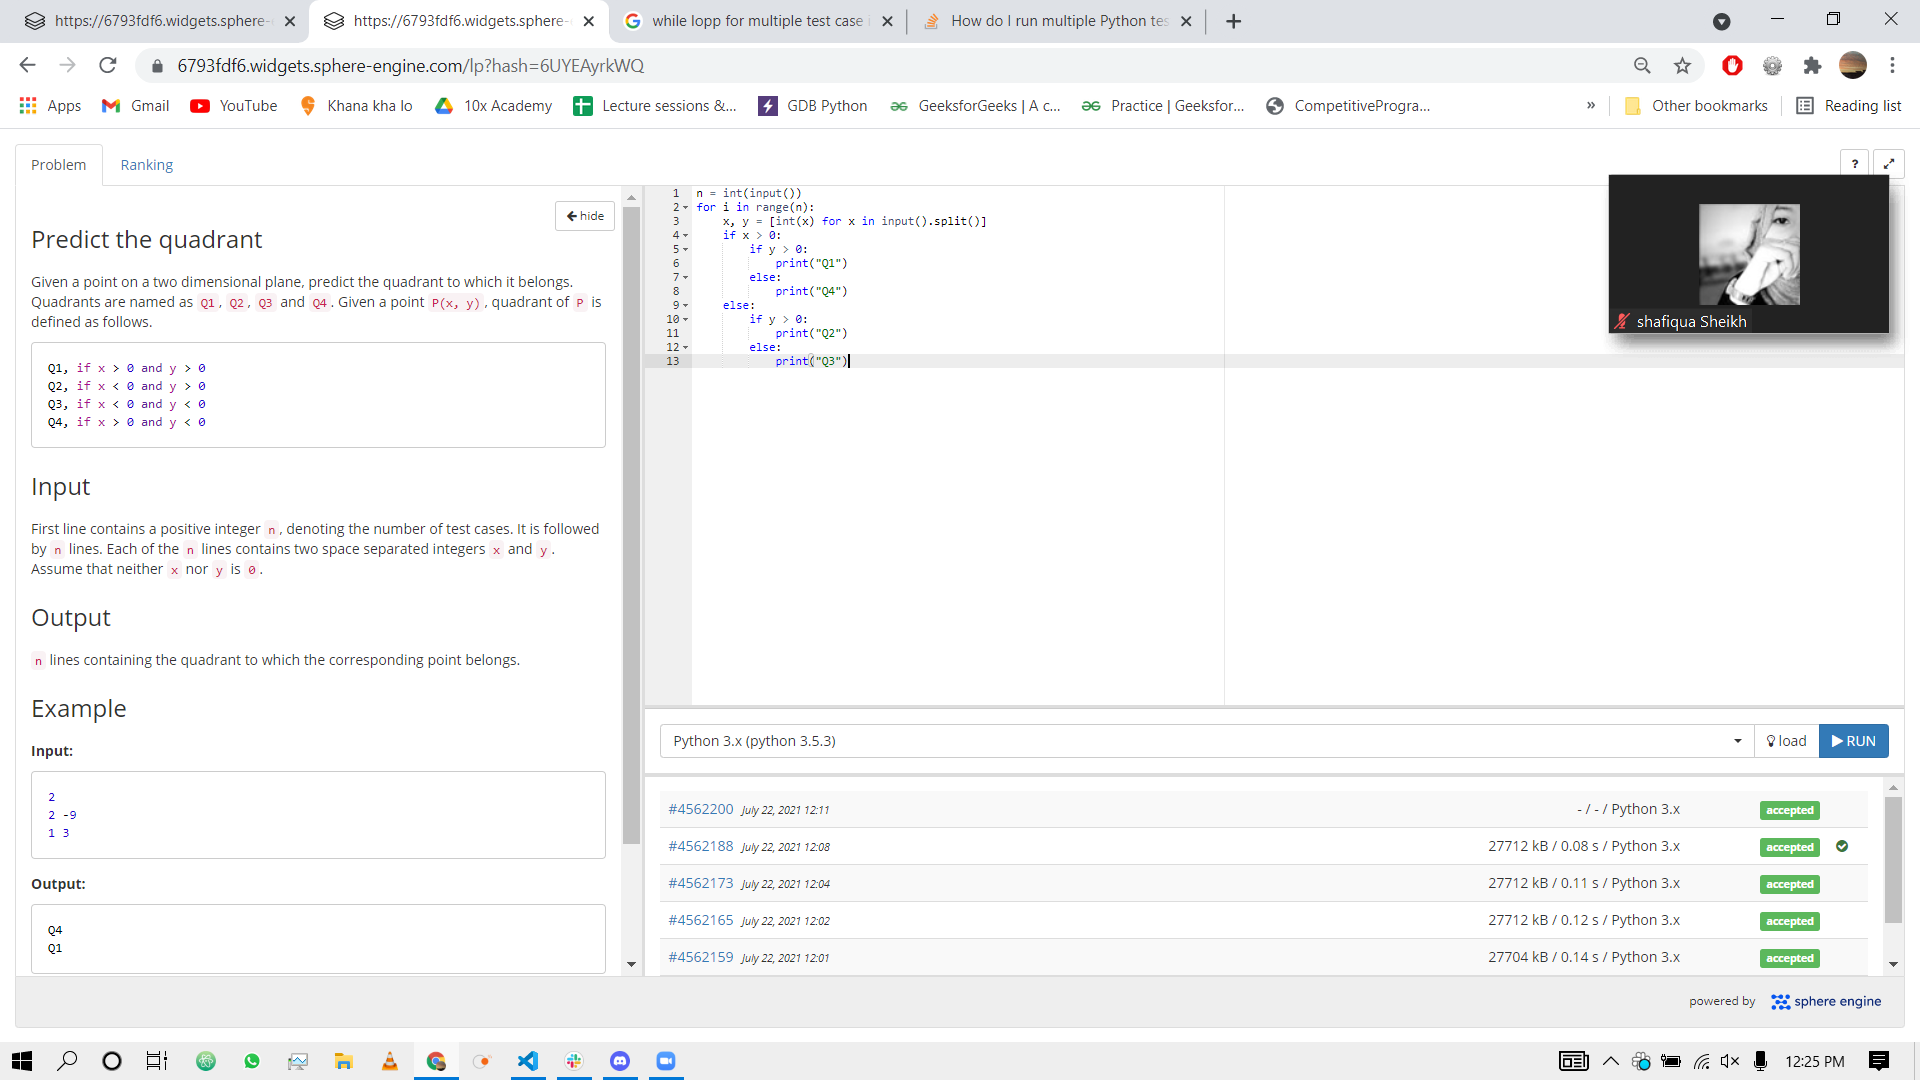 https://6793fdf6.widgets.sphere-
https://6793fdf6.widgets.sphere-
while lopp for multiple test case i
How do I run multiple Python tes
6793fdf6.widgets.sphere-engine.com/lp?hash=6UYEAyrkWQ
Apps
Gmail
YouTube
Khana kha lo
10x Academy
Lecture sessions &...
GDB Python
GeeksforGeeks | A c...
Practice | Geeksfor...
CompetitivePrograa...
»
Other bookmarks
Reading list
Problem
Ranking
?
hide
Predict the quadrant
Given a point on a two dimensional plane, predict the quadrant to which it belongs.
Quadrants are named as Q1, Q2, Q3 and Q4. Given a point P(x, y), quadrant of P is
defined as follows.
Q1, if x > 0 and y > 0
Q2, if x < 0 and y > 0
Q3, if x < 0 and y < 0
Q4, if x > 0 and y < 0
Input
First line contains a positive integer n, denoting the number of test cases. It is followed
by n lines. Each of the n lines contains two space separated integers x and y.
Assume that neither x nor y is 0.
Output
n lines containing the quadrant to which the corresponding point belongs.
Example
Input:
2
2 -9
1 3
Output:
Q4
Q1
1 n = int(input())
2 for i in range(n):
3 x, y = [int(x) for x in input().split()]
4 if x > 0:
5 if y > 0:
6 print("Q1")
7 else:
8 print("Q4")
9 else:
10 if y > 0:
11 print("Q2")
12 else:
13 print("Q3")
shafiqua Sheikh
Python 3.x (python 3.5.3)
load
RUN
#4562200 July 22, 2021 12:11 - / - / Python 3.x accepted
#4562188 July 22, 2021 12:08 27712 kB / 0.08 s / Python 3.x accepted
#4562173 July 22, 2021 12:04 27712 kB / 0.11 s / Python 3.x accepted
#4562165 July 22, 2021 12:02 27712 kB / 0.12 s / Python 3.x accepted
#4562159 July 22, 2021 12:01 27704 kB / 0.14 s / Python 3.x accepted
powered by sphere engine
12:25 PM